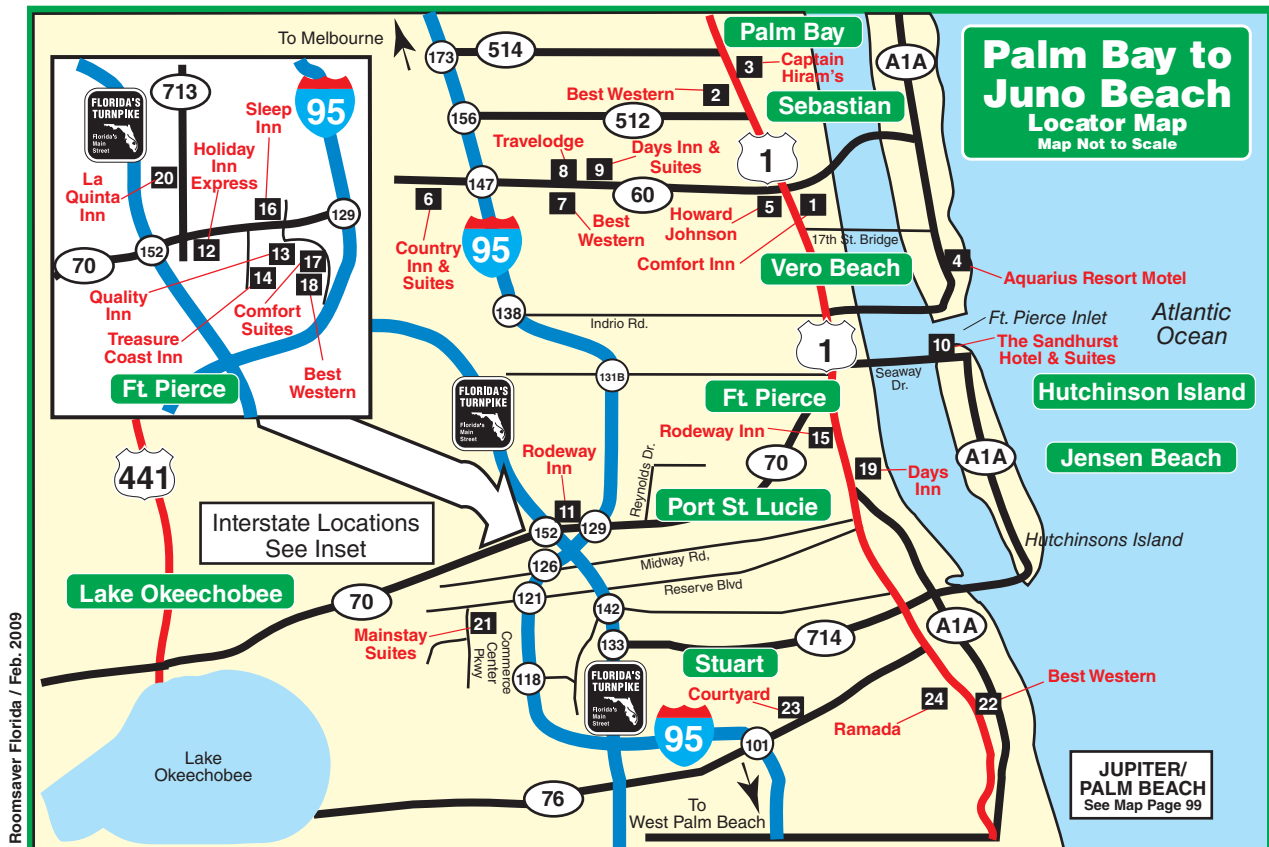 Palm Bay to
Juno Beach
Locator Map
Map Not to Scale
To Melbourne
173
514
Palm Bay
3
Captain
Hiram's
A1A
Best Western
2
Sebastian
156
512
1
Travelodge
8
9
Days Inn &
Suites
147
60
6
Country
Inn &
Suites
7
Best
Western
Howard
Johnson
5
1
Comfort Inn
17th St. Bridge
95
Vero Beach
4
Aquarius Resort Motel
138
Indrio Rd.
Ft. Pierce Inlet
Atlantic
Ocean
1
10
The Sandhurst
Hotel & Suites
Seaway
Dr.
131B
Hutchinson Island
Ft. Pierce
Jensen Beach
FLORIDA'S
TURNPIKE
Florida's
Main
Street
713
Sleep
Inn
95
Holiday
Inn
Express
La
Quinta
Inn
20
16
129
152
12
70
13
17
14
18
Quality
Inn
Treasure
Coast Inn
Comfort
Suites
Best
Western
Ft. Pierce
FLORIDA'S
TURNPIKE
Florida's
Main
Street
441
Rodeway Inn
15
70
A1A
19
Days
Inn
Rodeway
Inn
11
Reynolds Dr.
Port St. Lucie
Interstate Locations
See Inset
152
129
Hutchinsons Island
126
Midway Rd,
Reserve Blvd
Lake Okeechobee
70
121
142
A1A
21
Mainstay
Suites
Commerce
Center
Pkwy
133
714
Stuart
118
FLORIDA'S
TURNPIKE
Florida's
Main
Street
Courtyard
23
Best Western
24
22
Ramada
95
101
Lake
Okeechobee
76
To
West Palm Beach
JUPITER/
PALM BEACH
See Map Page 99
Roomsaver Florida / Feb. 2009